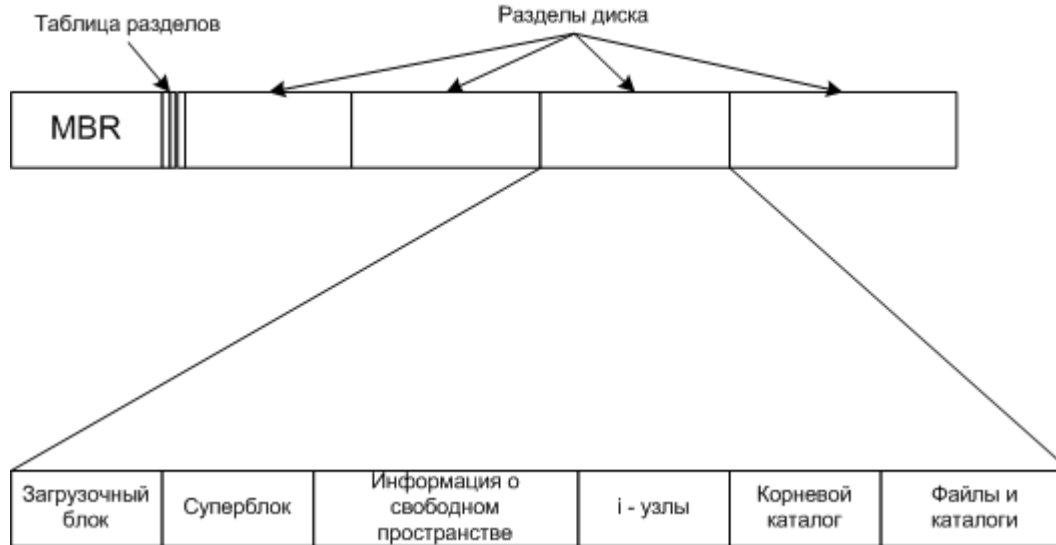 Таблица разделов
Разделы диска
MBR
Загрузочный
блок
Суперблок
Информация о
свободном
пространстве
i - узлы
Корневой
каталог
Файлы и
каталоги